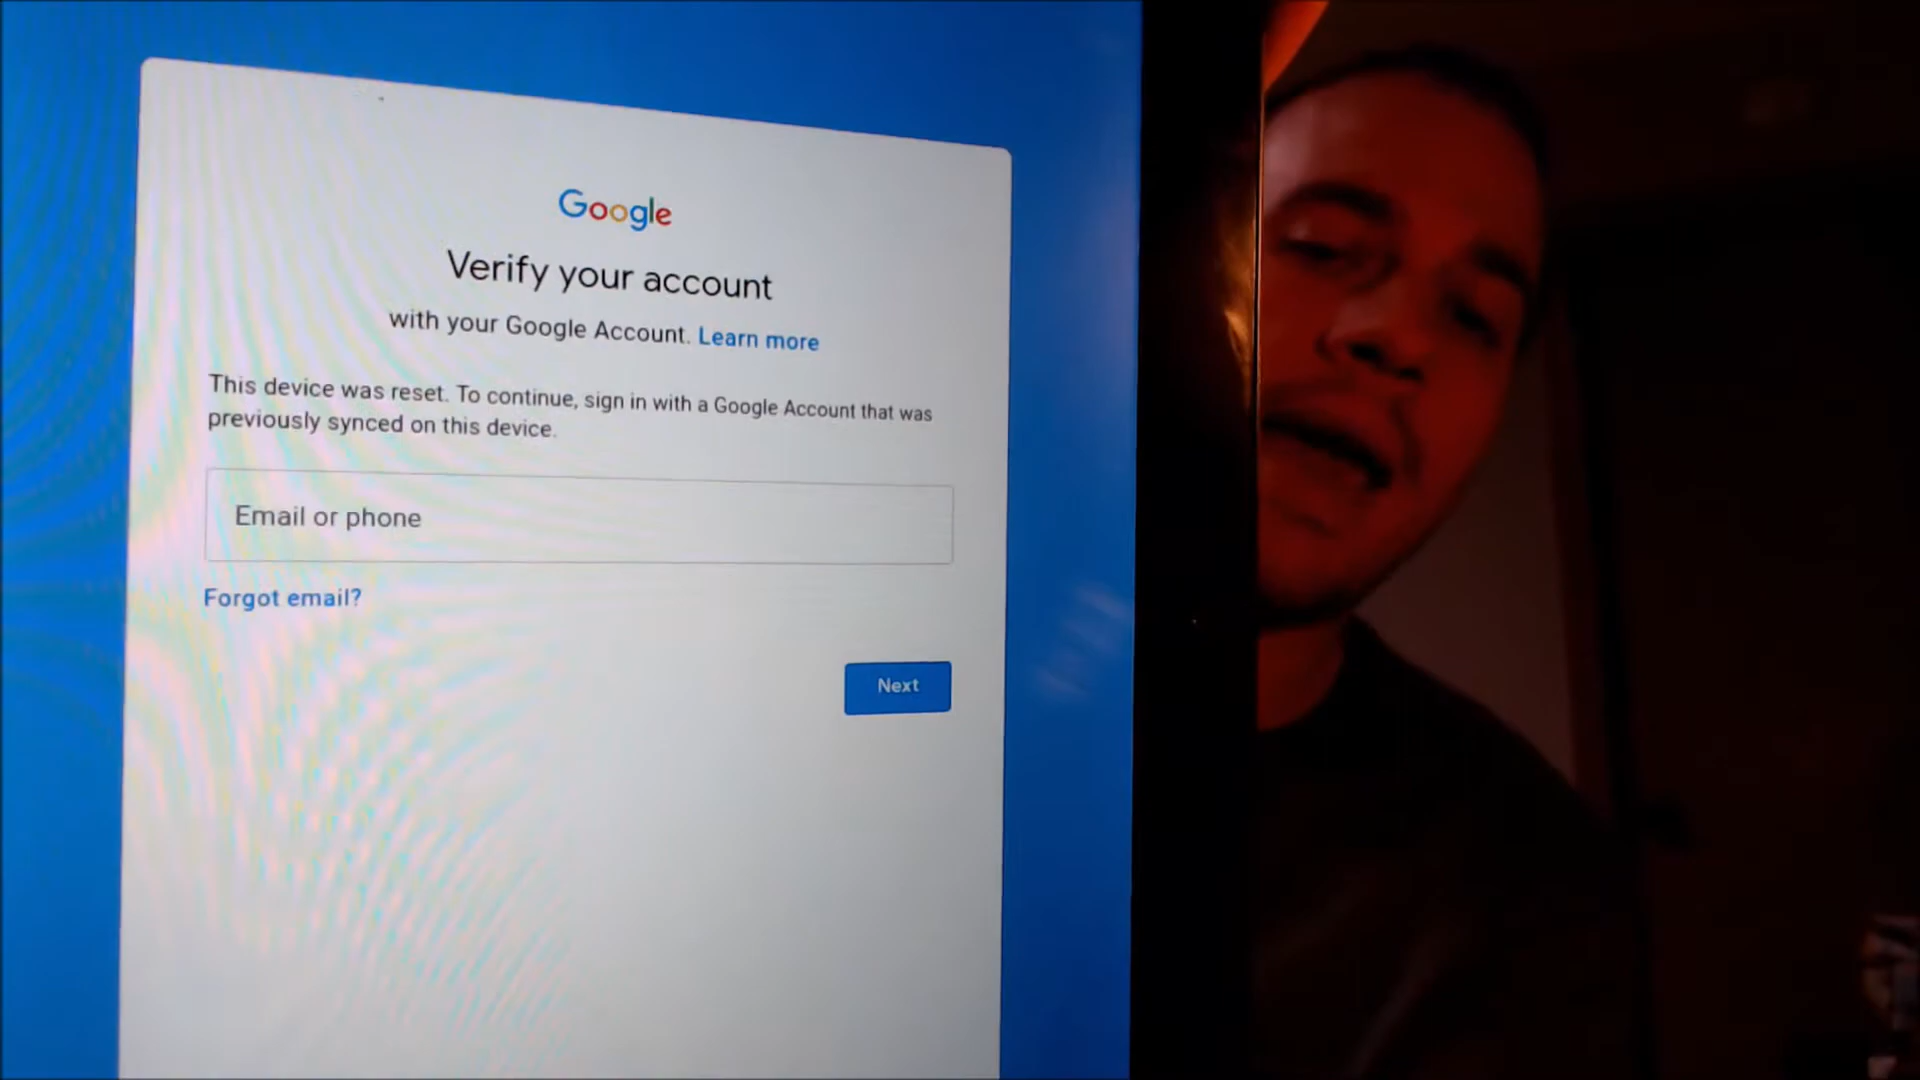 Google
Verify your account
with your Google Account. Learn more
This device was reset. To continue, sign in with a Google Account that was
previously synced on this device.
Email or phone
Forgot email?
Next